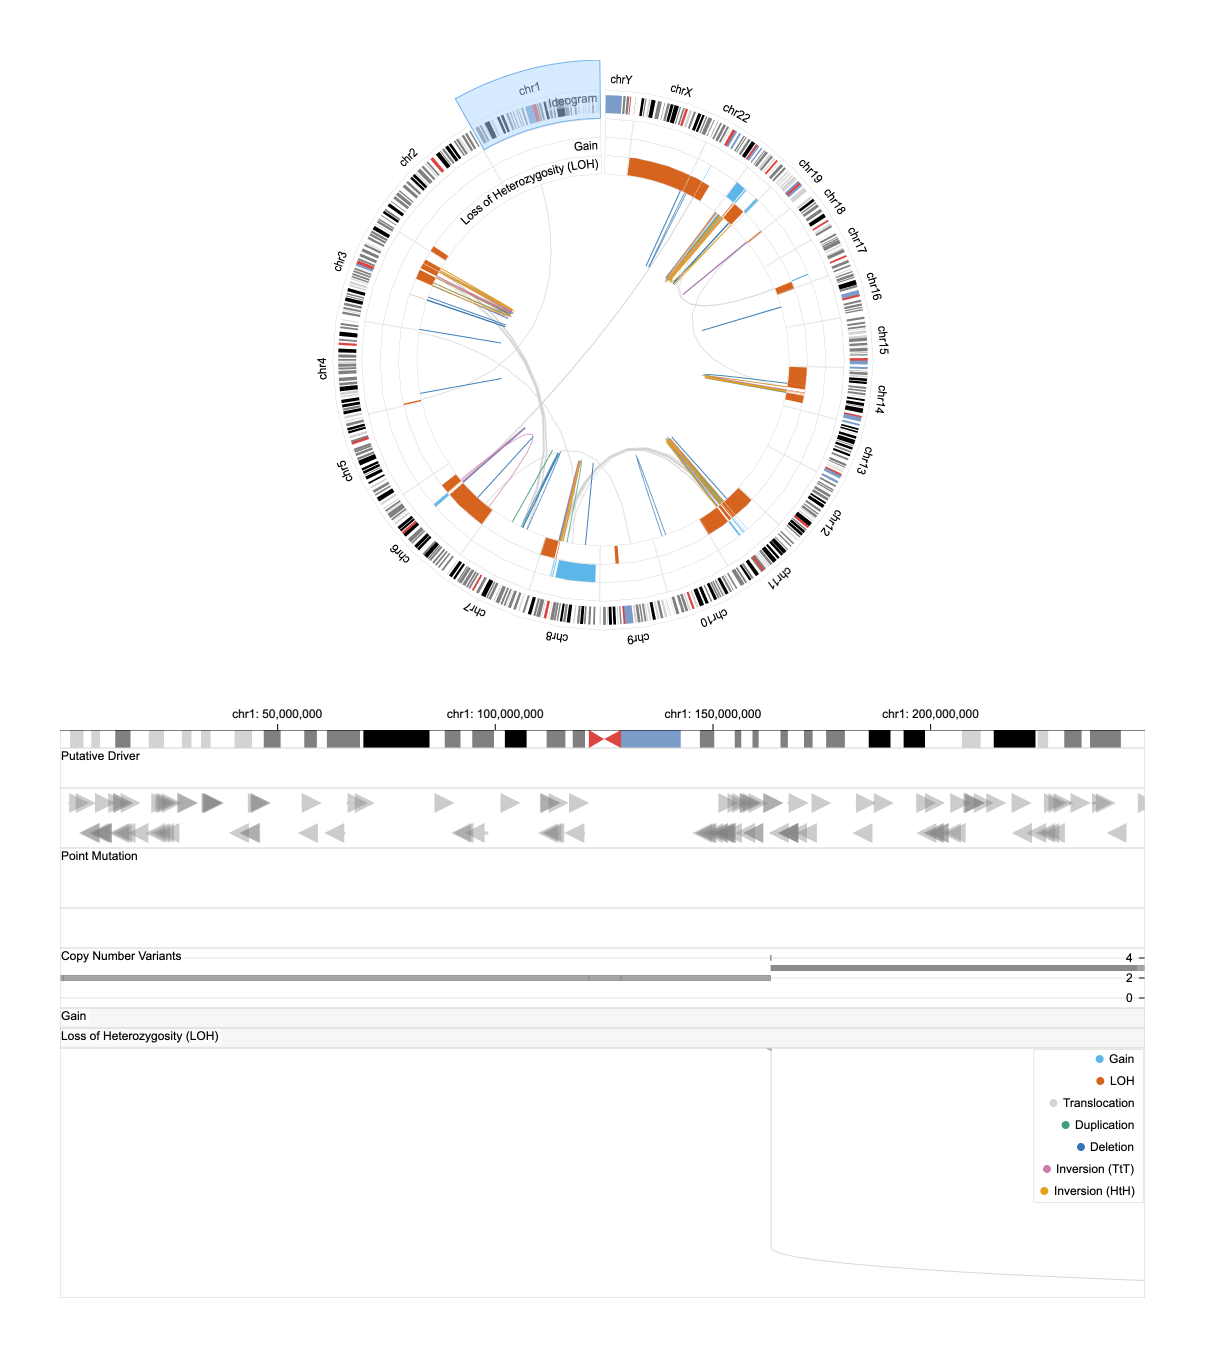 chrY
chrX
chr22
chr1
Ideogram
Gain
chr2
chr19
Loss of Heterozygosity (LOH)
chr18
chr17
chr3
chr16
chr15
chr4
chr14
chr5
chr13
chr12
chr6
chr11
chr7
chr10
chr8
chr9
chr1: 50,000,000
chr1: 100,000,000
chr1: 150,000,000
chr1: 200,000,000
Putative Driver
Point Mutation
Copy Number Variants
4
2
0
Gain
Loss of Heterozygosity (LOH)
Gain
LOH
Translocation
Duplication
Deletion
Inversion (TtT)
Inversion (HtH)